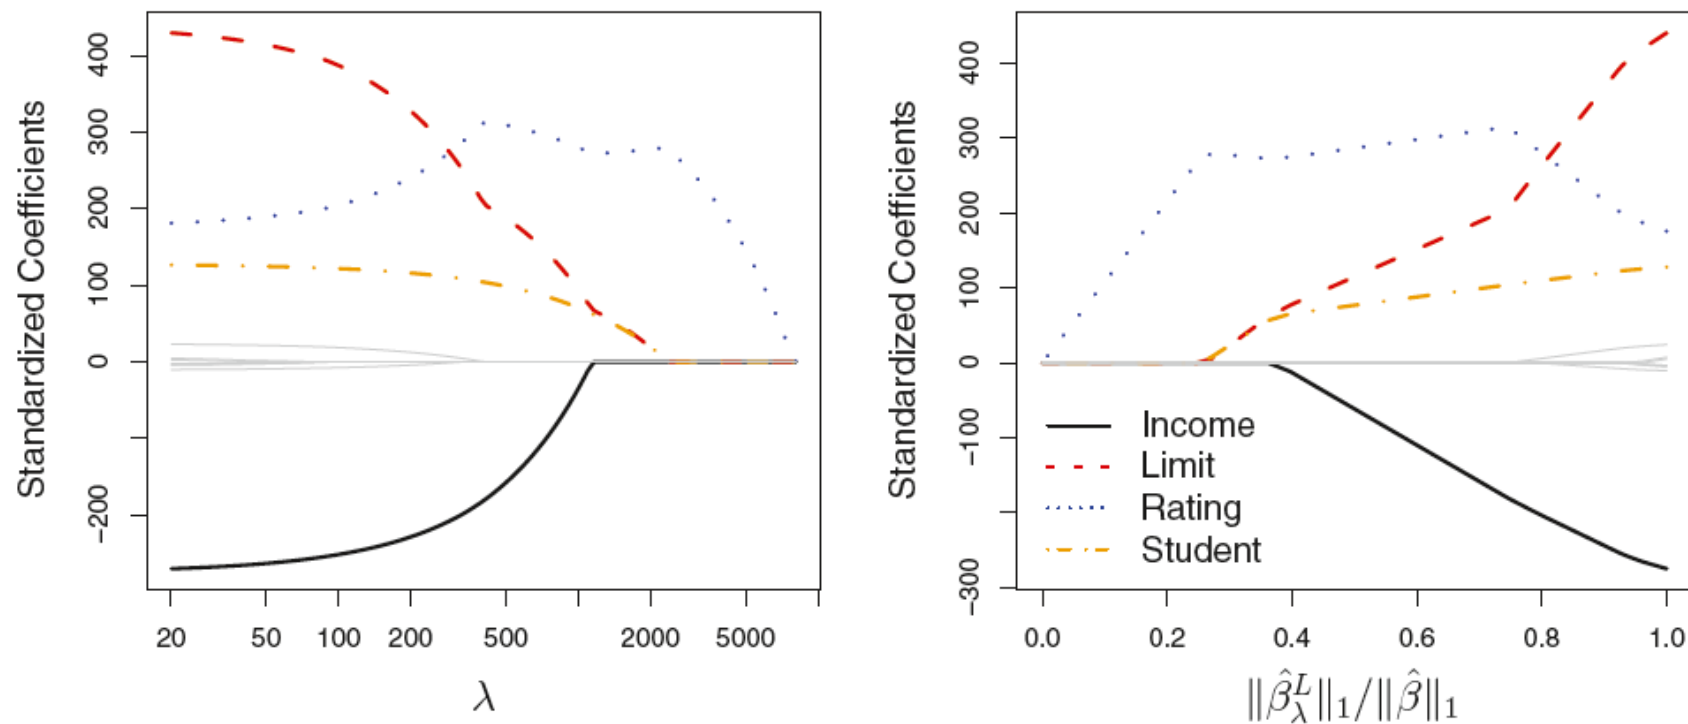 Standardized Coefficients
400
300
200
100
0
-200
20 50 100 200 500 2000 5000
λ
Standardized Coefficients
400
300
200
100
0
-100
-300
Income
Limit
Rating
Student
0.0 0.2 0.4 0.6 0.8 1.0
‖β̂λᴸ‖₁/‖β̂‖₁